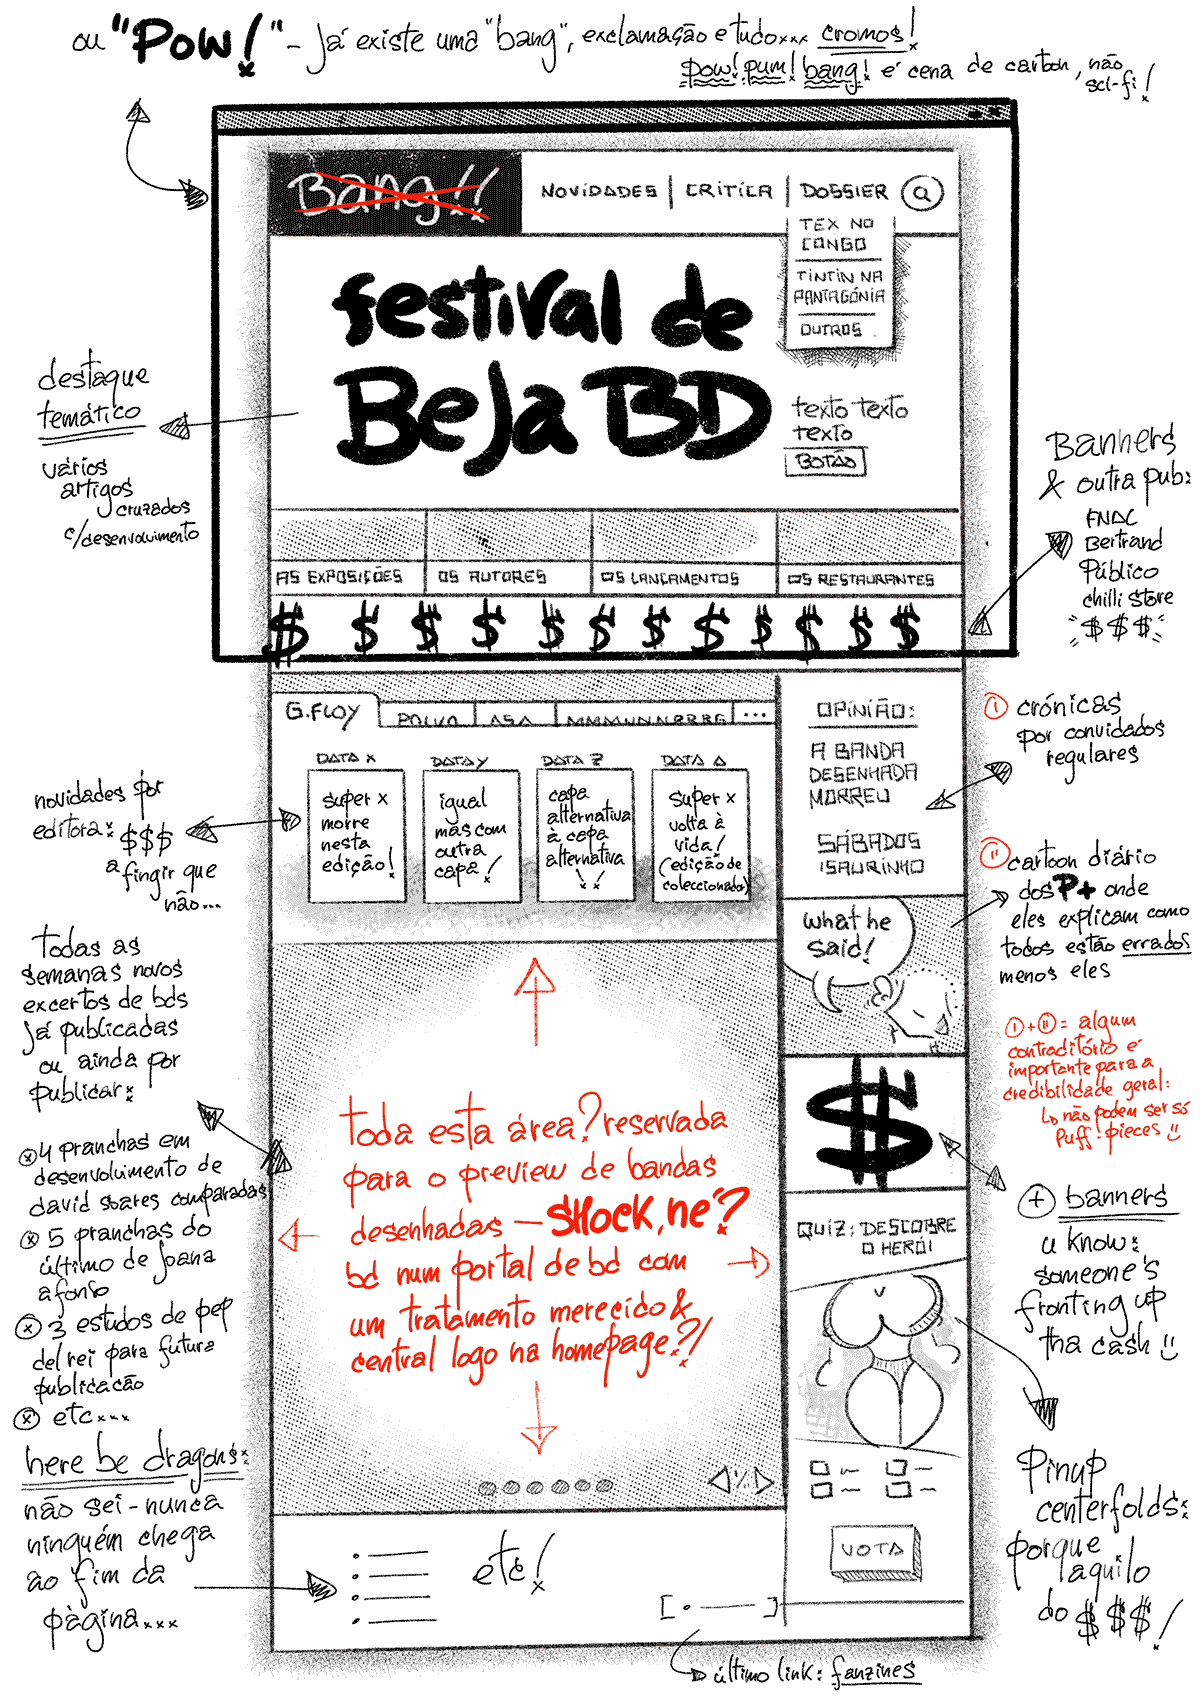 ou "Pow!" - já existe uma "bang", exclamação e tudo... cromos!
pow! pum! bang! é cena de cartoon, não
sci-fi!
Bang!!
NOVIDADES | CRITICA | DOSSIER
TEX NO
CONGO
TINTIN NA
PANTAGÓNIA
OUTROS
festival de
Beja BD
texto texto
texto
BOTÃO
destaque
temático
vários
artigos
cruzados
c/desenvolvimento
Banners
& outra pub:
FNAC
Bertrand
Público
chilli store
"$$$"
AS EXPOSIÇÕES
OS AUTORES
OS LANÇAMENTOS
OS RESTAURANTES
$ $ $ $ $ $ $ $ $ $ $ $
G.FLOY
POLVO
ASA
...
DATA X
DATA Y
DATA Z
DATA A
super x
morre
nesta
edição!
igual
mas com
outra
capa!
capa
alternativa
à capa
alternativa
!!
super x
volta à
vida!
(edição de
coleccionador)
novidades por
editora: $$$
a fingir que
não...
OPINIÃO:
A BANDA
DESENHADA
MORREU
SÁBADOS
ISAURINHO
I crónicas
por convidados
regulares
II cartoon diário
dos P+ onde
eles explicam como
todos estão errados
menos eles
what he
said!
I + II = algum
contraditório é
importante para a
credibilidade geral:
não podem ser só
Puff-pieces
todas as
semanas novos
excertos de bds
já publicadas
ou ainda por
publicar:
x 4 pranchas em
desenvolvimento de
david soares comparadas
x 5 pranchas do
último de joana
afonso
x 3 estudos de pep
del rei para futura
publicação
x etc...
toda esta área? reservada
para o preview de bandas
desenhadas — SHOCK, né?
bd num portal de bd com
um tratamento merecido &
central logo na homepage?!
$
+ banners
u know:
someone's
fronting up
tha cash
QUIZ: DESCOBRE
O HERÓI
VOTA
Pinup
centerfolds:
porque
aquilo
do $$$!
here be dragons:
não sei - nunca
ninguém chega
ao fim da
página...
etc!
último link: fanzines